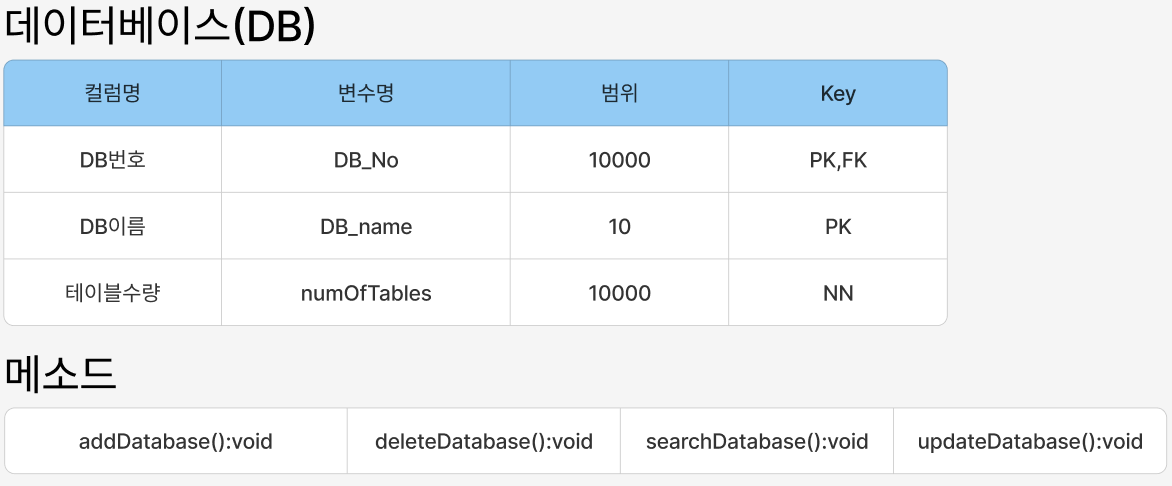 데이터베이스(DB)
컬럼명 변수명 범위 Key
DB번호 DB_No 10000 PK,FK
DB이름 DB_name 10 PK
테이블수량 numOfTables 10000 NN
메소드
addDatabase():void deleteDatabase():void searchDatabase():void updateDatabase():void